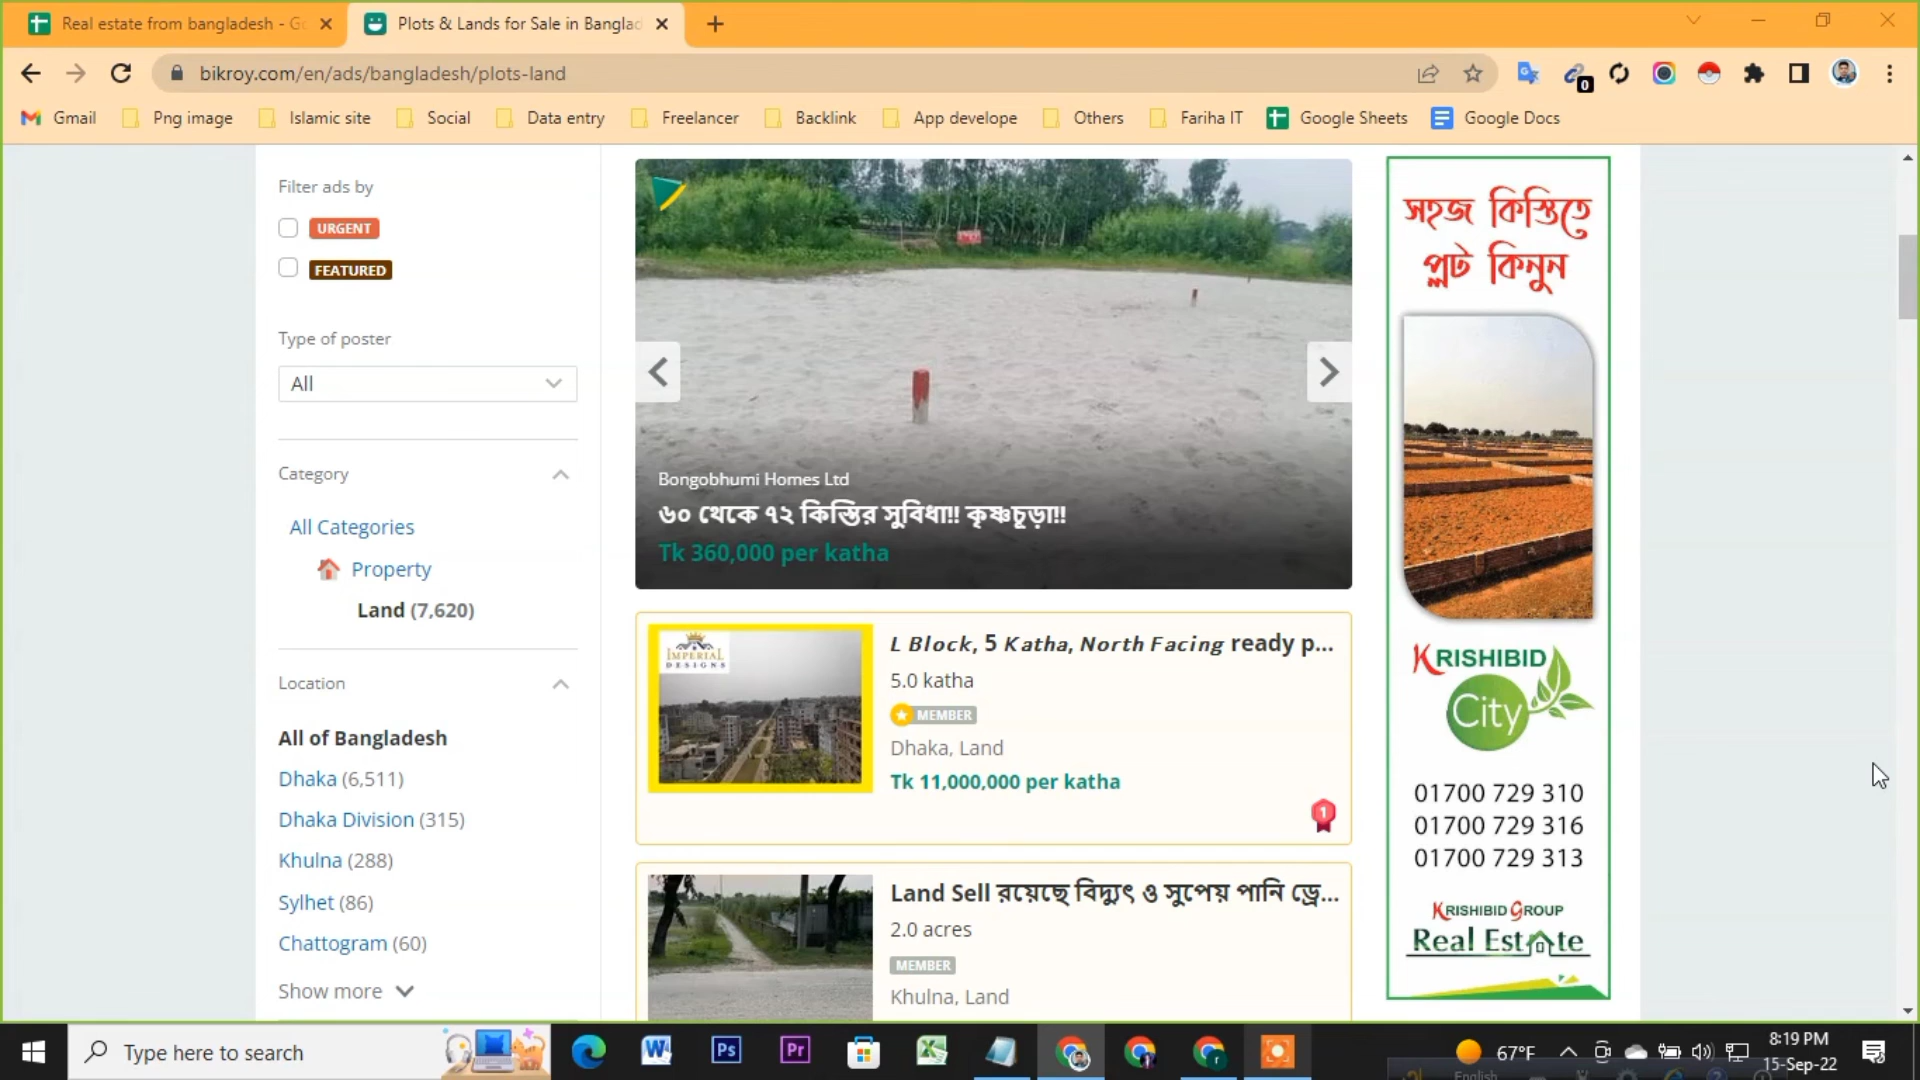 Real estate from bangladesh - G
Plots & Lands for Sale in Banglad
bikroy.com/en/ads/bangladesh/plots-land
0
Gmail
Png image
Islamic site
Social
Data entry
Freelancer
Backlink
App develope
Others
Fariha IT
Google Sheets
Google Docs
Filter ads by
URGENT
FEATURED
Type of poster
All
Category
All Categories
Property
Land (7,620)
Location
All of Bangladesh
Dhaka (6,511)
Dhaka Division (315)
Khulna (288)
Sylhet (86)
Chattogram (60)
Show more
Bongobhumi Homes Ltd
৬০ থেকে ৭২ কিস্তির সুবিধা!! কৃষ্ণচূড়া!!
Tk 360,000 per katha
IMPERIAL
DESIGNS
L Block, 5 Katha, North Facing ready p...
5.0 katha
MEMBER
Dhaka, Land
Tk 11,000,000 per katha
1
Land Sell রয়েছে বিদ্যুৎ ও সুপেয় পানি ড্রে...
2.0 acres
MEMBER
Khulna, Land
সহজ কিস্তিতে
প্লট কিনুন
KRISHIBID
City
01700 729 310
01700 729 316
01700 729 313
KRISHIBID GROUP
Real Estate
Type here to search
Ps
Pr
67°F
8:19 PM
15-Sep-22
English